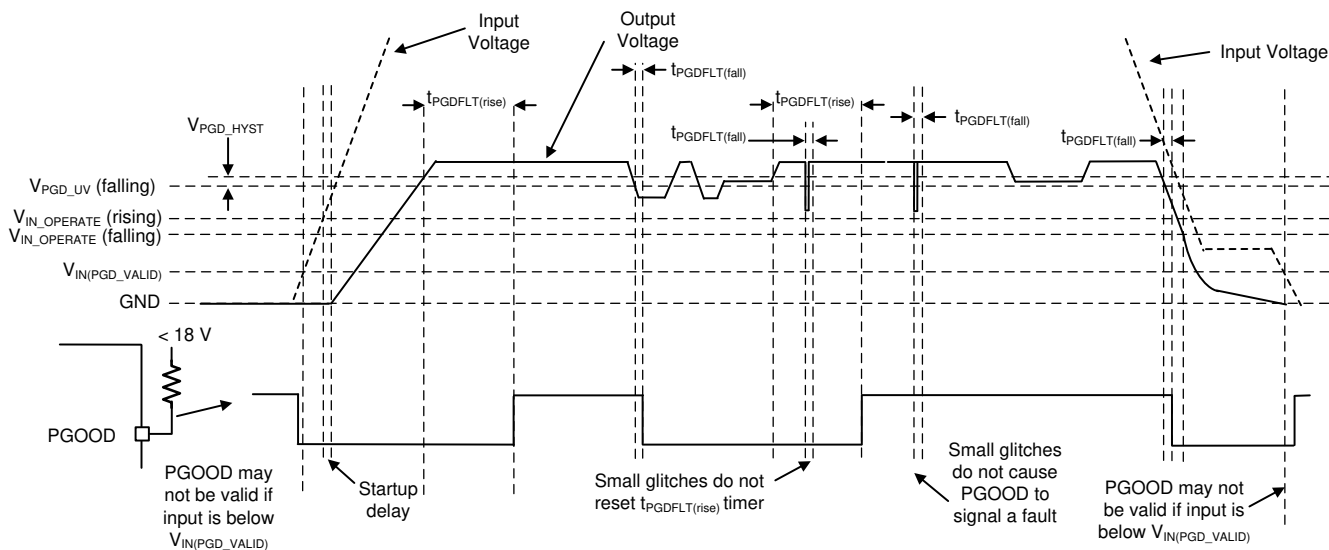 Input
Voltage
Output
Voltage
Input Voltage
tPGDFLT(fall)
tPGDFLT(rise)
tPGDFLT(rise)
tPGDFLT(fall)
tPGDFLT(fall)
tPGDFLT(fall)
VPGD_HYST
VPGD_UV (falling)
VIN_OPERATE (rising)
VIN_OPERATE (falling)
VIN(PGD_VALID)
GND
< 18 V
PGOOD
PGOOD may
not be valid if
input is below
VIN(PGD_VALID)
Startup
delay
Small glitches do not
reset tPGDFLT(rise) timer
Small glitches
do not cause
PGOOD to
signal a fault
PGOOD may not
be valid if input is
below VIN(PGD_VALID)